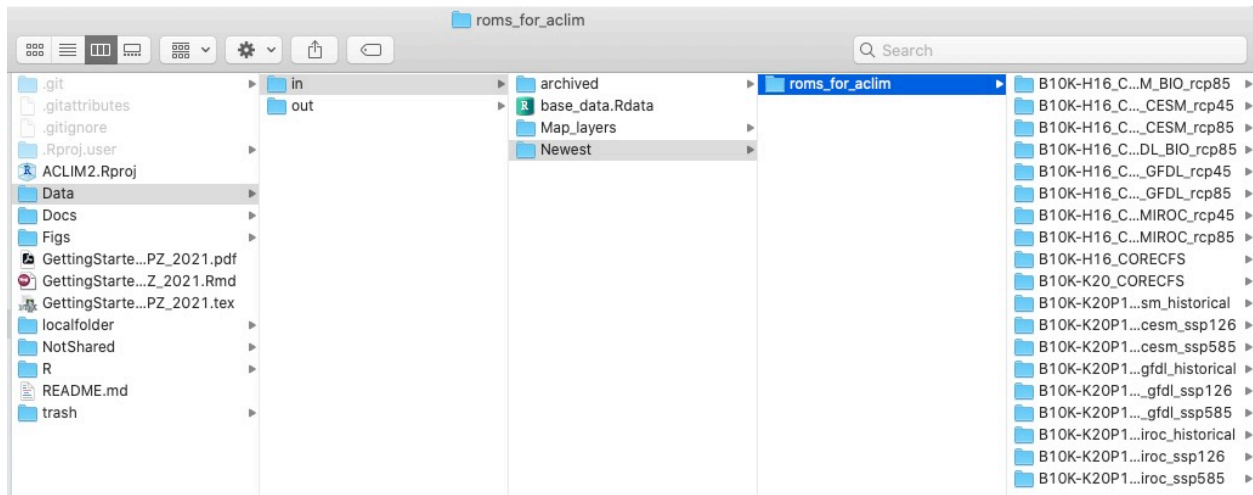 roms_for_aclim
Search
.git
.gitattributes
.gitignore
.Rproj.user
ACLIM2.Rproj
Data
Docs
Figs
GettingStarte...PZ_2021.pdf
GettingStarte...Z_2021.Rmd
GettingStarte...PZ_2021.tex
localfolder
NotShared
R
README.md
trash
in
out
archived
base_data.Rdata
Map_layers
Newest
roms_for_aclim
B10K-H16_C...M_BIO_rcp85
B10K-H16_C..._CESM_rcp45
B10K-H16_C..._CESM_rcp85
B10K-H16_C...DL_BIO_rcp85
B10K-H16_C..._GFDL_rcp45
B10K-H16_C..._GFDL_rcp85
B10K-H16_C...MIROC_rcp45
B10K-H16_C...MIROC_rcp85
B10K-H16_CORECFS
B10K-K20_CORECFS
B10K-K20P1...sm_historical
B10K-K20P1...cesm_ssp126
B10K-K20P1...cesm_ssp585
B10K-K20P1...gfdl_historical
B10K-K20P1..._gfdl_ssp126
B10K-K20P1..._gfdl_ssp585
B10K-K20P1...iroc_historical
B10K-K20P1...iroc_ssp126
B10K-K20P1...iroc_ssp585